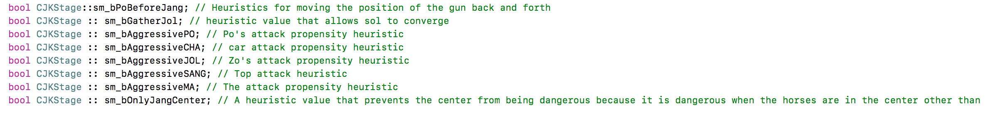 bool CJKStage::sm_bPoBeforeJang; // Heuristics for moving the position of the gun back and forth
bool CJKStage :: sm_bGatherJol; // heuristic value that allows sol to converge
bool CJKStage :: sm_bAggressivePO; // Po's attack propensity heuristic
bool CJKStage :: sm_bAggressiveCHA; // car attack propensity heuristic
bool CJKStage :: sm_bAggressiveJOL; // Zo's attack propensity heuristic
bool CJKStage :: sm_bAggressiveSANG; // Top attack heuristic
bool CJKStage :: sm_bAggressiveMA; // The attack propensity heuristic
bool CJKStage :: sm_bOnlyJangCenter; // A heuristic value that prevents the center from being dangerous because it is dangerous when the horses are in the center other than